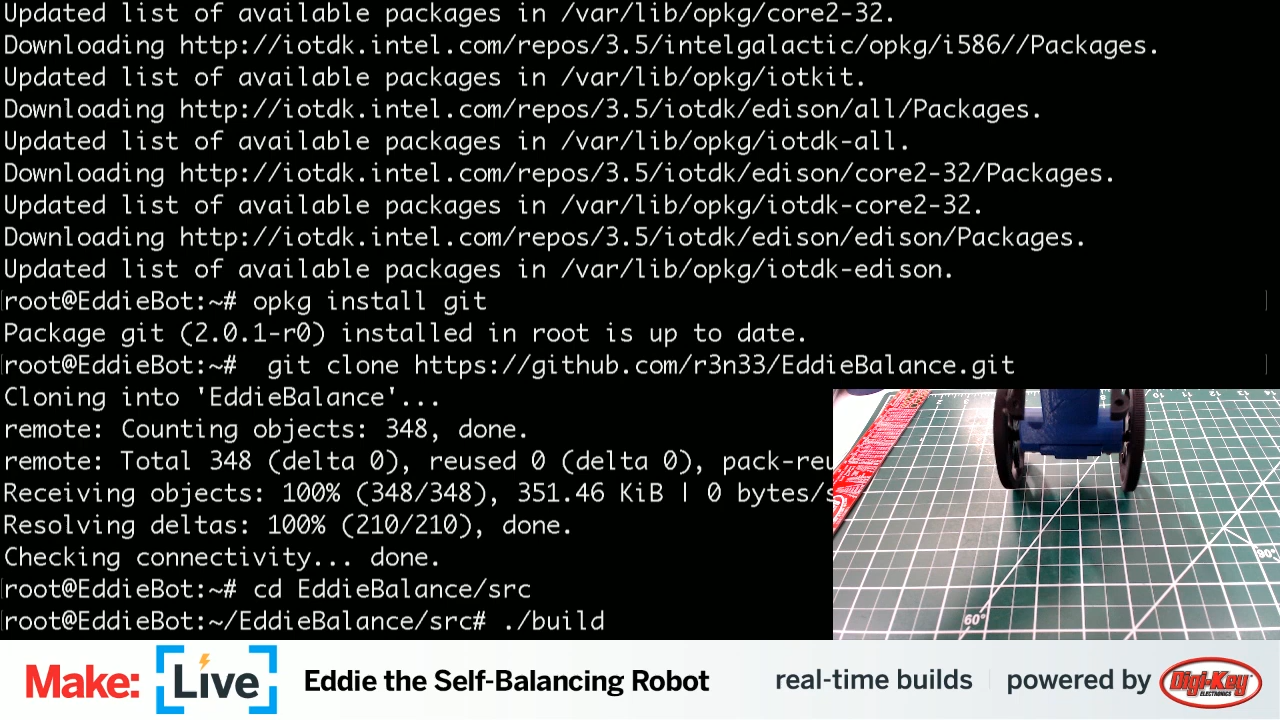 Updated list of available packages in /var/lib/opkg/core2-32.
Downloading http://iotdk.intel.com/repos/3.5/intelgalactic/opkg/i586//Packages.
Updated list of available packages in /var/lib/opkg/iotkit.
Downloading http://iotdk.intel.com/repos/3.5/iotdk/edison/all/Packages.
Updated list of available packages in /var/lib/opkg/iotdk-all.
Downloading http://iotdk.intel.com/repos/3.5/iotdk/edison/core2-32/Packages.
Updated list of available packages in /var/lib/opkg/iotdk-core2-32.
Downloading http://iotdk.intel.com/repos/3.5/iotdk/edison/edison/Packages.
Updated list of available packages in /var/lib/opkg/iotdk-edison.
root@EddieBot:~# opkg install git
Package git (2.0.1-r0) installed in root is up to date.
root@EddieBot:~#  git clone https://github.com/r3n33/EddieBalance.git
Cloning into 'EddieBalance'...
remote: Counting objects: 348, done.
remote: Total 348 (delta 0), reused 0 (delta 0), pack-reu
Receiving objects: 100% (348/348), 351.46 KiB | 0 bytes/s
Resolving deltas: 100% (210/210), done.
Checking connectivity... done.
root@EddieBot:~# cd EddieBalance/src
root@EddieBot:~/EddieBalance/src# ./build
90°
60°
Make: Live Eddie the Self-Balancing Robot real-time builds powered by Digi-Key
ELECTRONICS